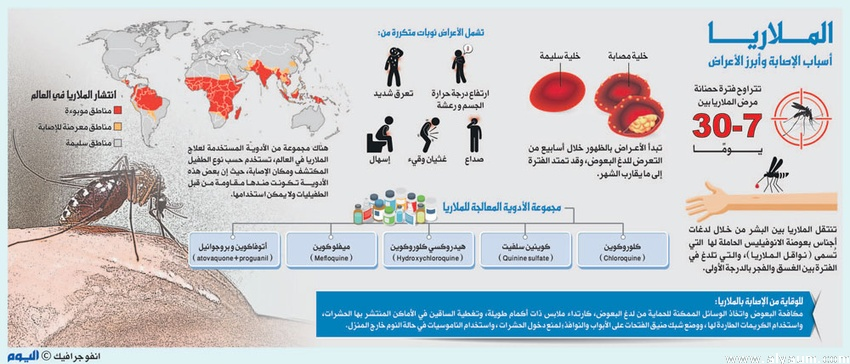 الملاريا
أسباب الإصابة وأبرز الأعراض
تتراوح فترة حضانة
مرض الملاريا بين
7-30
يومًا
تنتقل الملاريا بين البشر من خلال لدغات
أجناس بعوضة الانوفيليس الحاملة لها التي
تسمى (نواقل الملاريا)، والتي تلدغ في
الفترة بين الغسق والفجر بالدرجة الأولى.
خلية مصابة
خلية سليمة
تبدأ الأعراض بالظهور خلال أسابيع من
التعرض للدغ البعوض، وقد تمتد الفترة
إلى ما يقارب الشهر.
تشمل الأعراض نوبات متكررة من:
ارتفاع درجة حرارة
الجسم و رعشة
تعرق شديد
صداع
غثيان وقيء
إسهال
انتشار الملاريا في العالم
مناطق موبوءة
مناطق معرضة للإصابة
مناطق سليمة
هناك مجموعة من الأدوية المستخدمة لعلاج
الملاريا في العالم، تستخدم حسب نوع الطفيل
المكتشف ومكان الإصابة، حيث إن بعض هذه
الأدوية تكونت ضدها مقاومة من قبل
الطفيليات ولا يمكن استخدامها.
مجموعة الأدوية المعالجة للملاريا
كلوروكوين
(Chloroquine)
كوينين سلفيت
(Quinine sulfate)
هيدروكسي كلوروكوين
(Hydroxychloroquine)
ميفلوكوين
(Mefloquine)
أتوفاكوين و بروجوانيل
(atovaquone+proguanil)
للوقاية من الإصابة بالملاريا:
مكافحة البعوض واتخاذ الوسائل الممكنة للحماية من لدغ البعوض، كارتداء ملابس ذات أكمام طويلة، وتغطية الساقين في الأماكن المنتشر بها الحشرات،
واستخدام الكريمات الطاردة لها، ووضع شبك ضيق الفتحات على الأبواب والنوافذ؛ لمنع دخول الحشرات، واستخدام الناموسيات في حالة النوم خارج المنزل.
انفوجرافيك © اليوم
www.alyaum.com